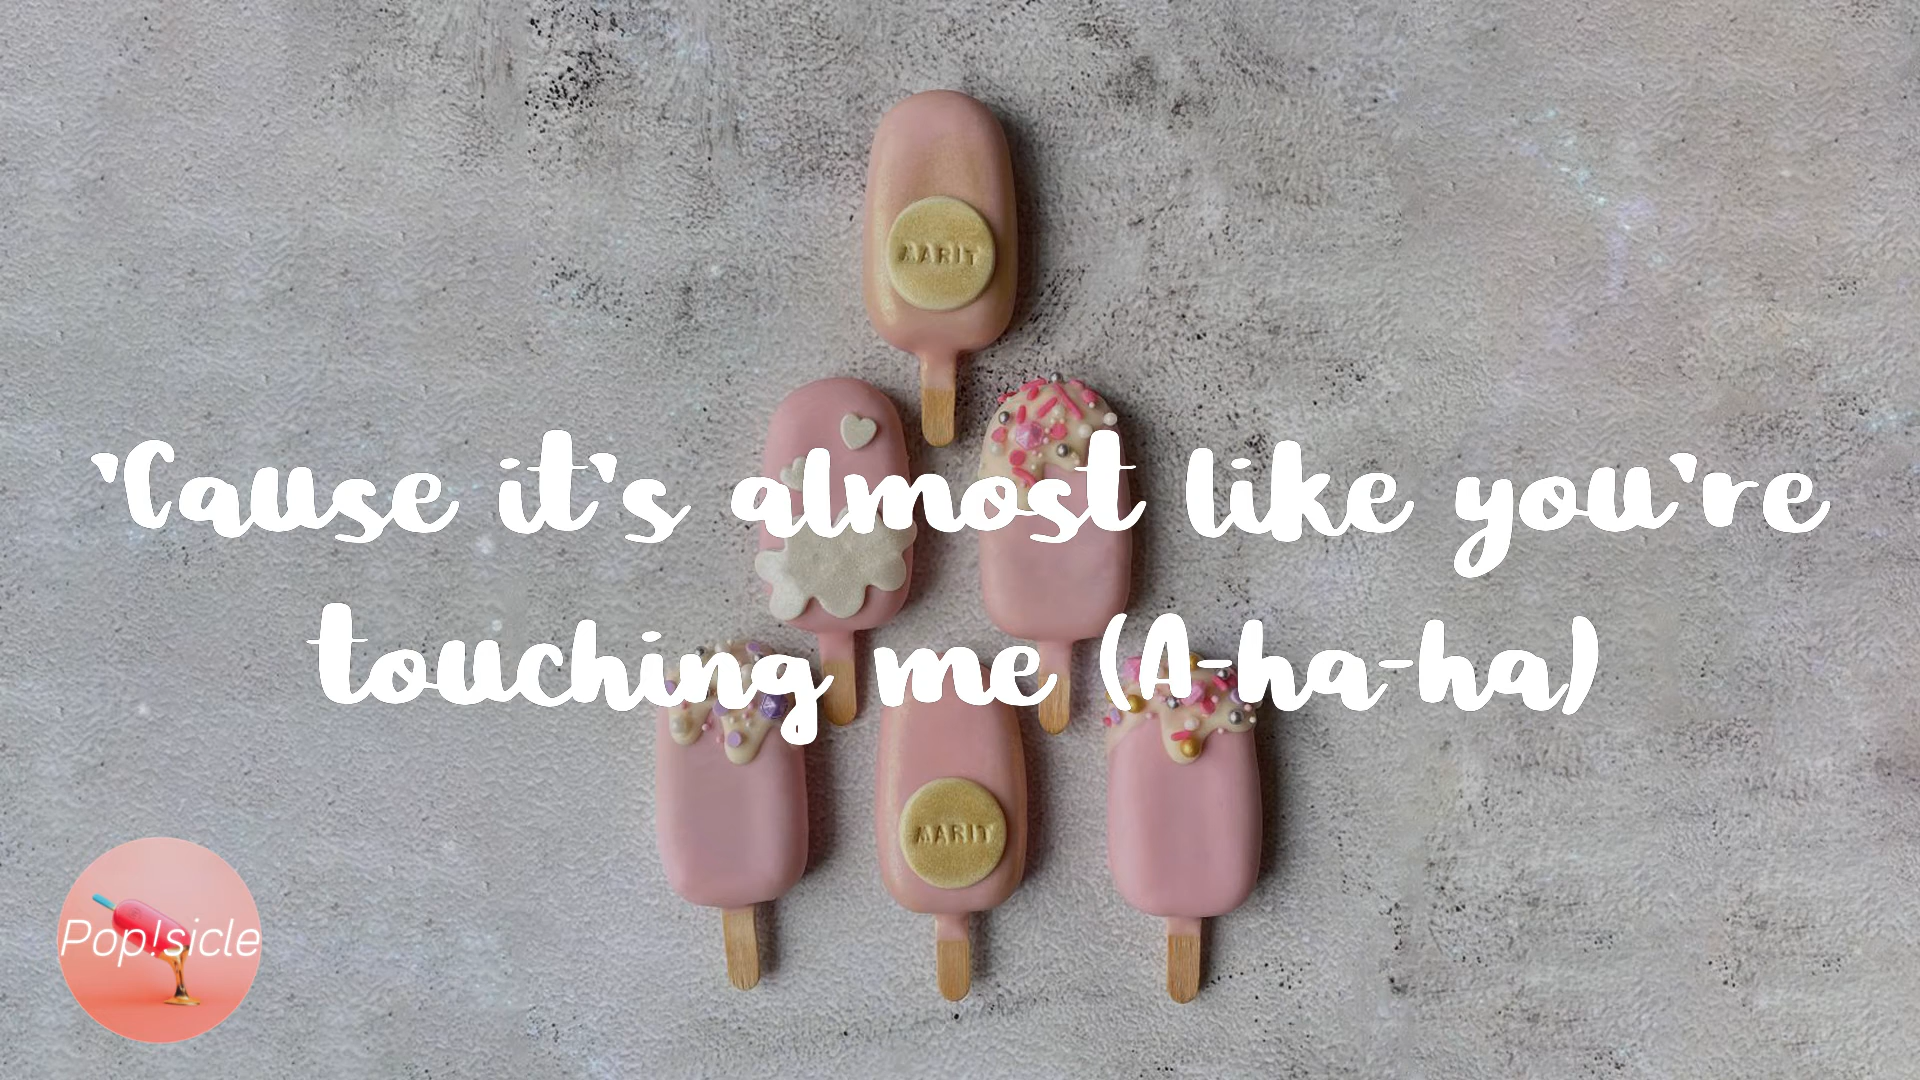 MARIT
'Cause it's almost like you're
touching me (A-ha-ha)
MARIT
Pop!sicle